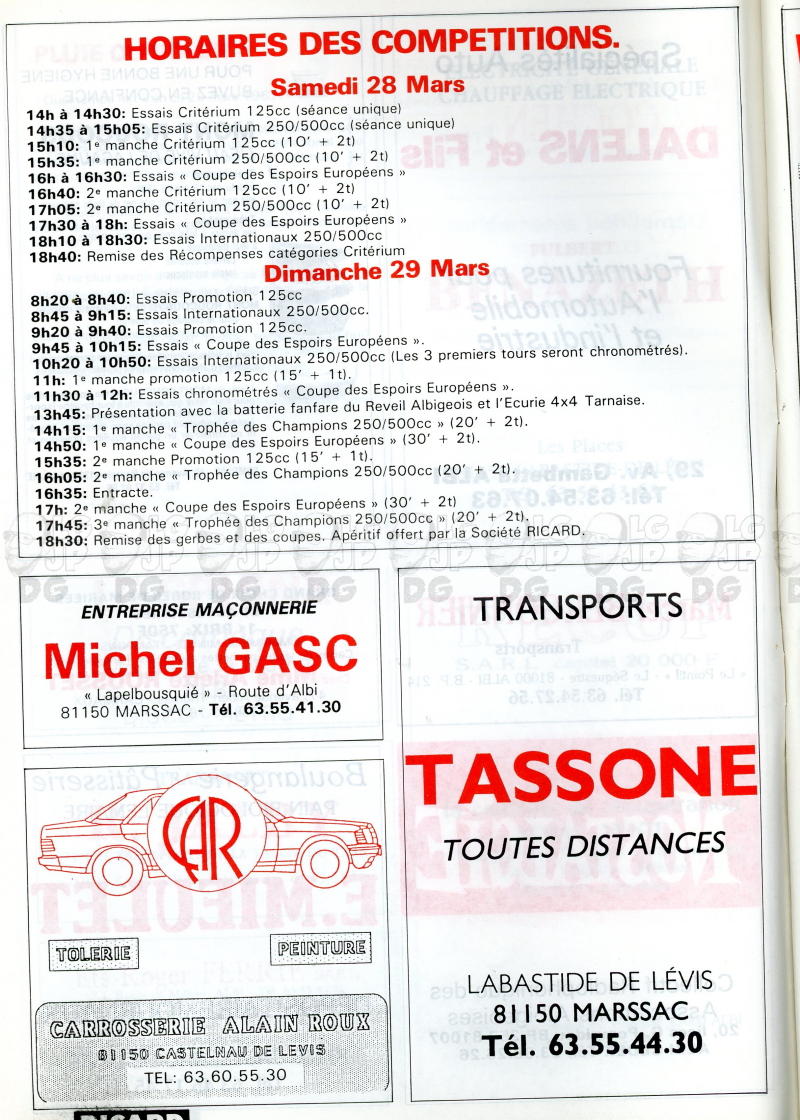 HORAIRES DES COMPETITIONS.
Samedi 28 Mars
14h à 14h30: Essais Critérium 125cc (séance unique)
14h35 à 15h05: Essais Critérium 250/500cc (séance unique)
15h10: 1e manche Critérium 125cc (10' + 2t)
15h35: 1e manche Critérium 250/500cc (10' + 2t)
16h à 16h30: Essais « Coupe des Espoirs Européens »
16h40: 2e manche Critérium 125cc (10' + 2t)
17h05: 2e manche Critérium 250/500cc (10' + 2t)
17h30 à 18h: Essais « Coupe des Espoirs Européens »
18h10 à 18h30: Essais Internationaux 250/500cc
18h40: Remise des Récompenses catégories Critérium
Dimanche 29 Mars
8h20 à 8h40: Essais Promotion 125cc
8h45 à 9h15: Essais Internationaux 250/500cc.
9h20 à 9h40: Essais Promotion 125cc.
9h45 à 10h15: Essais « Coupe des Espoirs Européens ».
10h20 à 10h50: Essais Internationaux 250/500cc (Les 3 premiers tours seront chronométrés).
11h: 1e manche promotion 125cc (15' + 1t).
11h30 à 12h: Essais chronométrés « Coupe des Espoirs Européens ».
13h45: Présentation avec la batterie fanfare du Reveil Albigeois et l'Ecurie 4x4 Tarnaise.
14h15: 1e manche « Trophée des Champions 250/500cc » (20' + 2t).
14h50: 1e manche « Coupe des Espoirs Européens » (30' + 2t).
15h35: 2e manche Promotion 125cc (15' + 1t).
16h05: 2e manche « Trophée des Champions 250/500cc (20' + 2t).
16h35: Entracte.
17h: 2e manche « Coupe des Espoirs Européens » (30' + 2t)
17h45: 3e manche « Trophée des Champions 250/500cc » (20' + 2t).
18h30: Remise des gerbes et des coupes. Apéritif offert par la Société RICARD.
ENTREPRISE MAÇONNERIE
Michel GASC
« Lapelbousquié » - Route d'Albi
81150 MARSSAC - Tél. 63.55.41.30
CAR
TOLERIE
PEINTURE
CARROSSERIE ALAIN ROUX
81150 CASTELNAU DE LEVIS
TEL: 63.60.55.30
TRANSPORTS
TASSONE
TOUTES DISTANCES
LABASTIDE DE LÉVIS
81150 MARSSAC
Tél. 63.55.44.30
RICARD